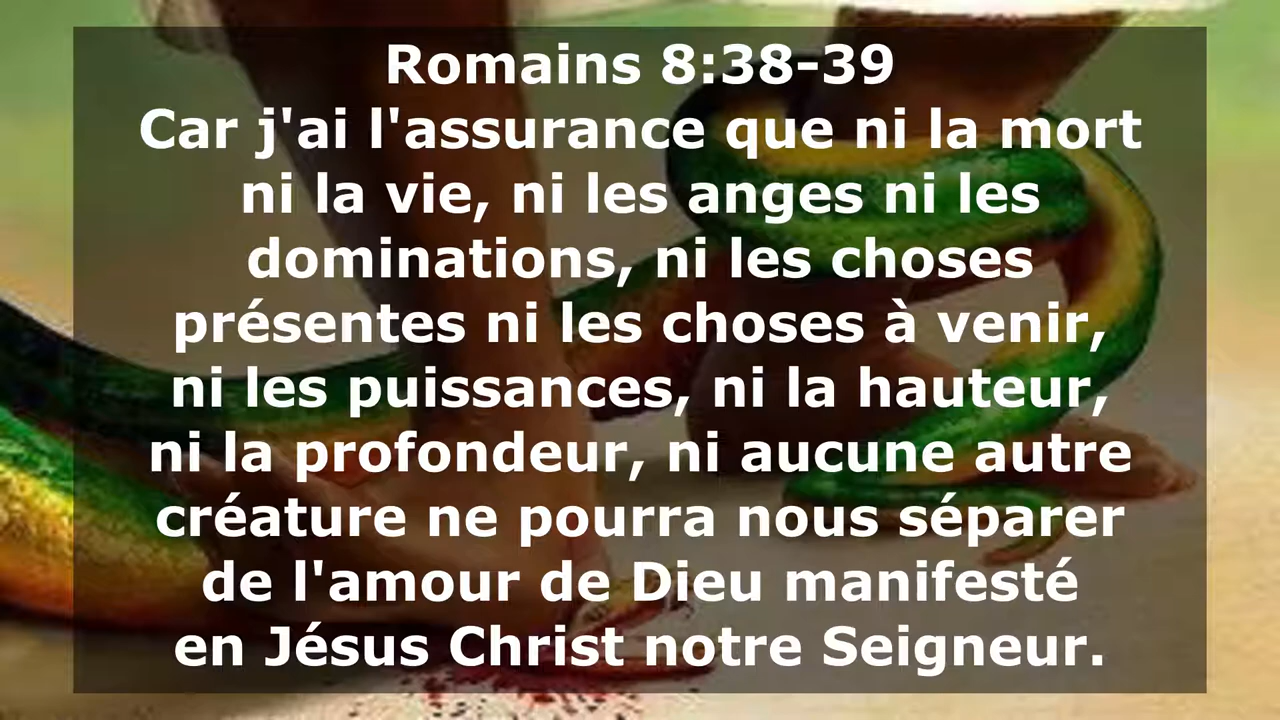 Romains 8:38-39
Car j'ai l'assurance que ni la mort
ni la vie, ni les anges ni les
dominations, ni les choses
présentes ni les choses à venir,
ni les puissances, ni la hauteur,
ni la profondeur, ni aucune autre
créature ne pourra nous séparer
de l'amour de Dieu manifesté
en Jésus Christ notre Seigneur.